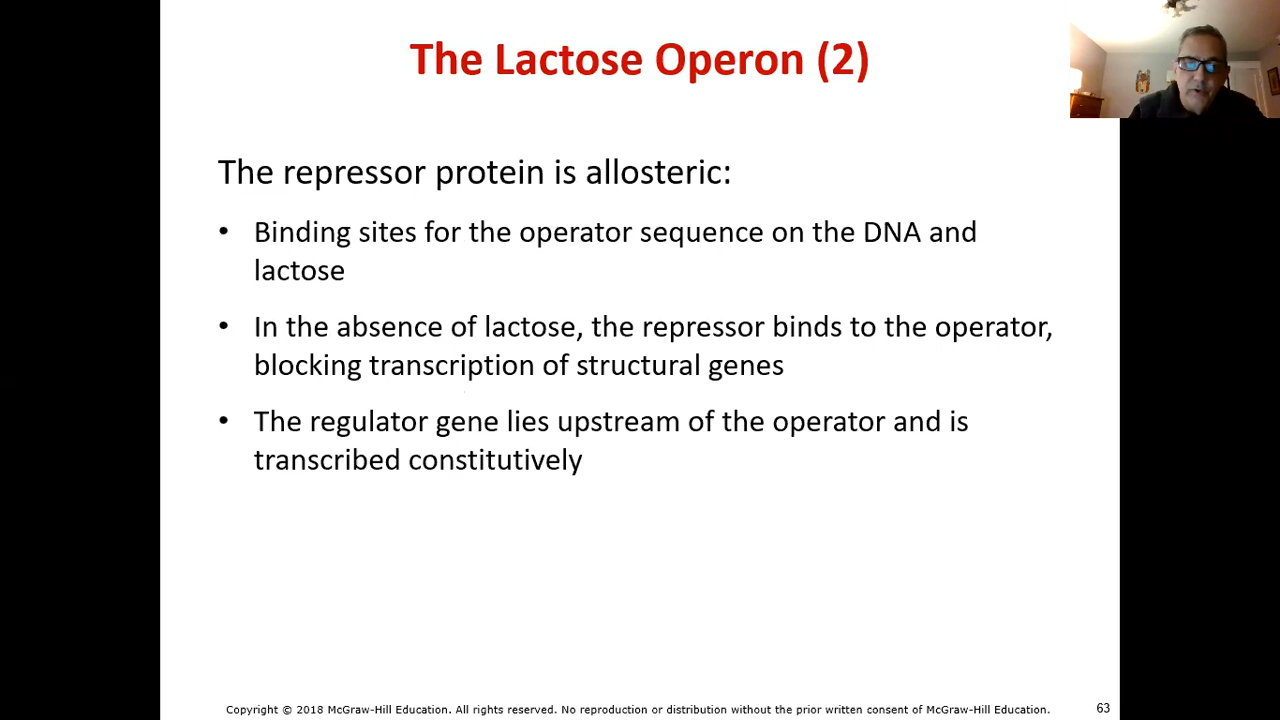 The Lactose Operon (2)
The repressor protein is allosteric:
• Binding sites for the operator sequence on the DNA and
lactose
• In the absence of lactose, the repressor binds to the operator,
blocking transcription of structural genes
• The regulator gene lies upstream of the operator and is
transcribed constitutively
Copyright © 2018 McGraw-Hill Education. All rights reserved. No reproduction or distribution without the prior written consent of McGraw-Hill Education.
63